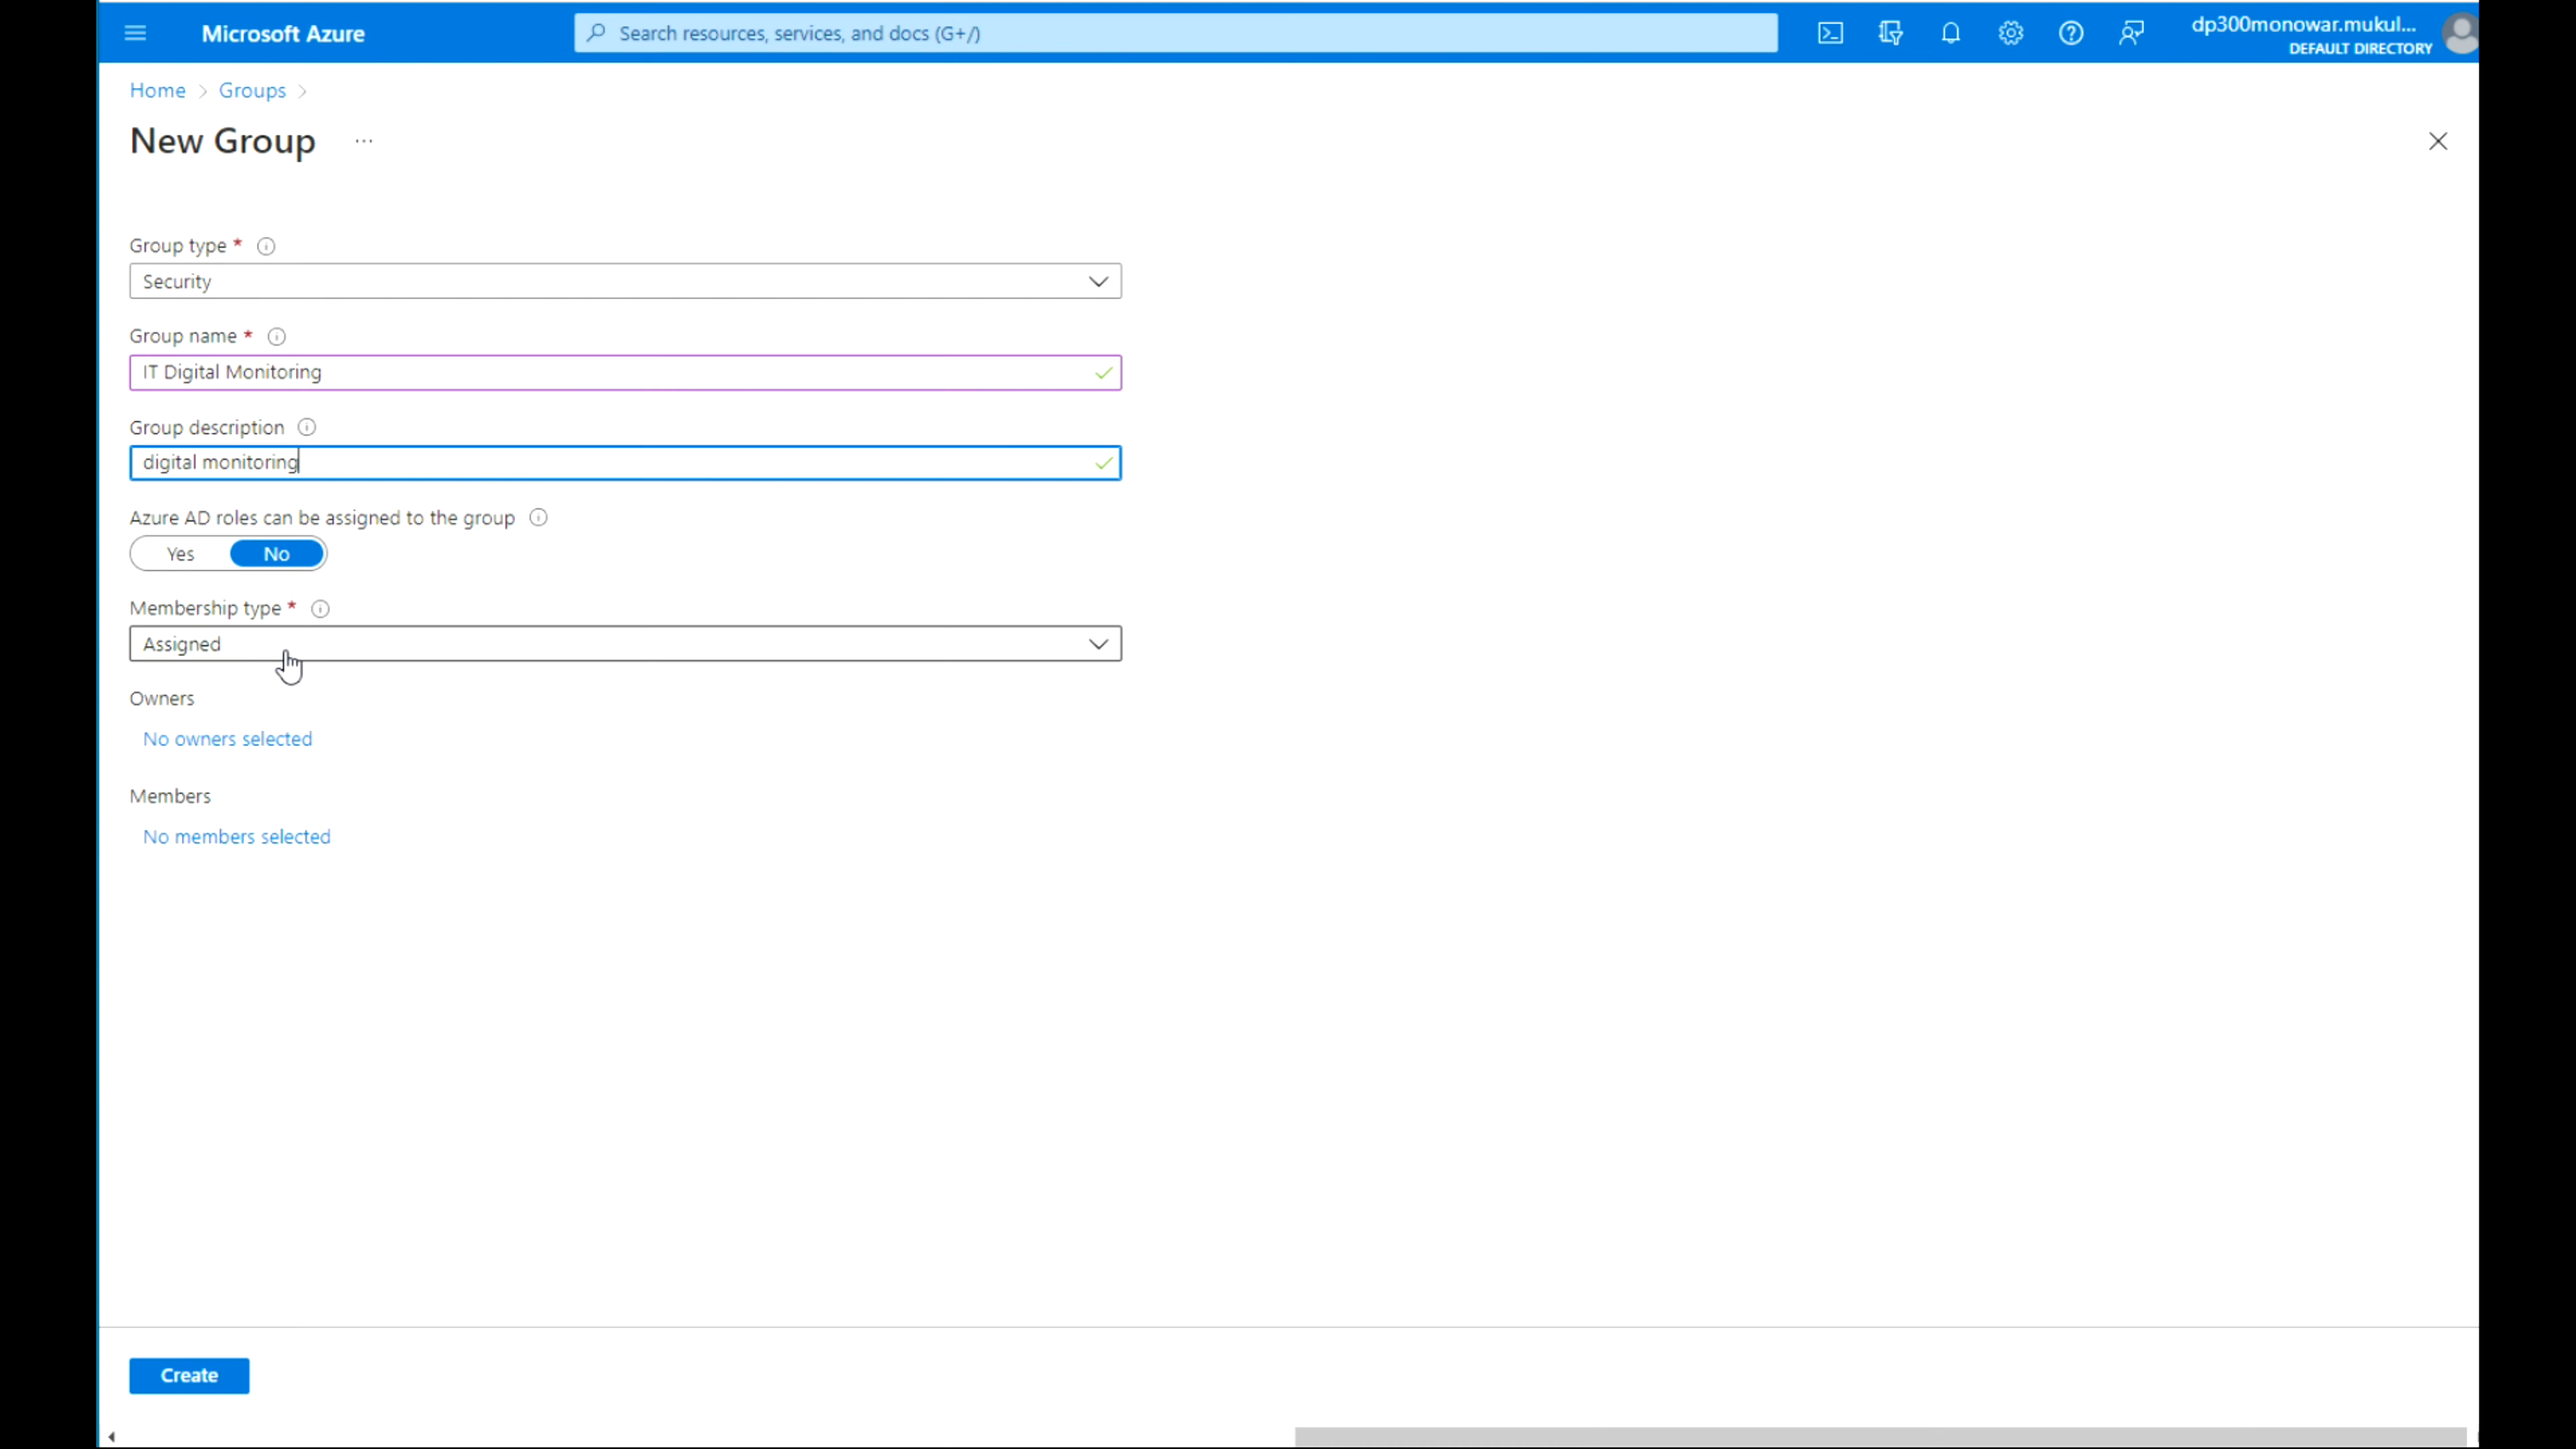 Microsoft Azure
Search resources, services, and docs (G+/)
dp300monowar.mukul...
DEFAULT DIRECTORY
Home > Groups >
New Group ...
Group type *
Security
Group name *
IT Digital Monitoring
Group description
digital monitoring
Azure AD roles can be assigned to the group
Yes No
Membership type *
Assigned
Owners
No owners selected
Members
No members selected
Create